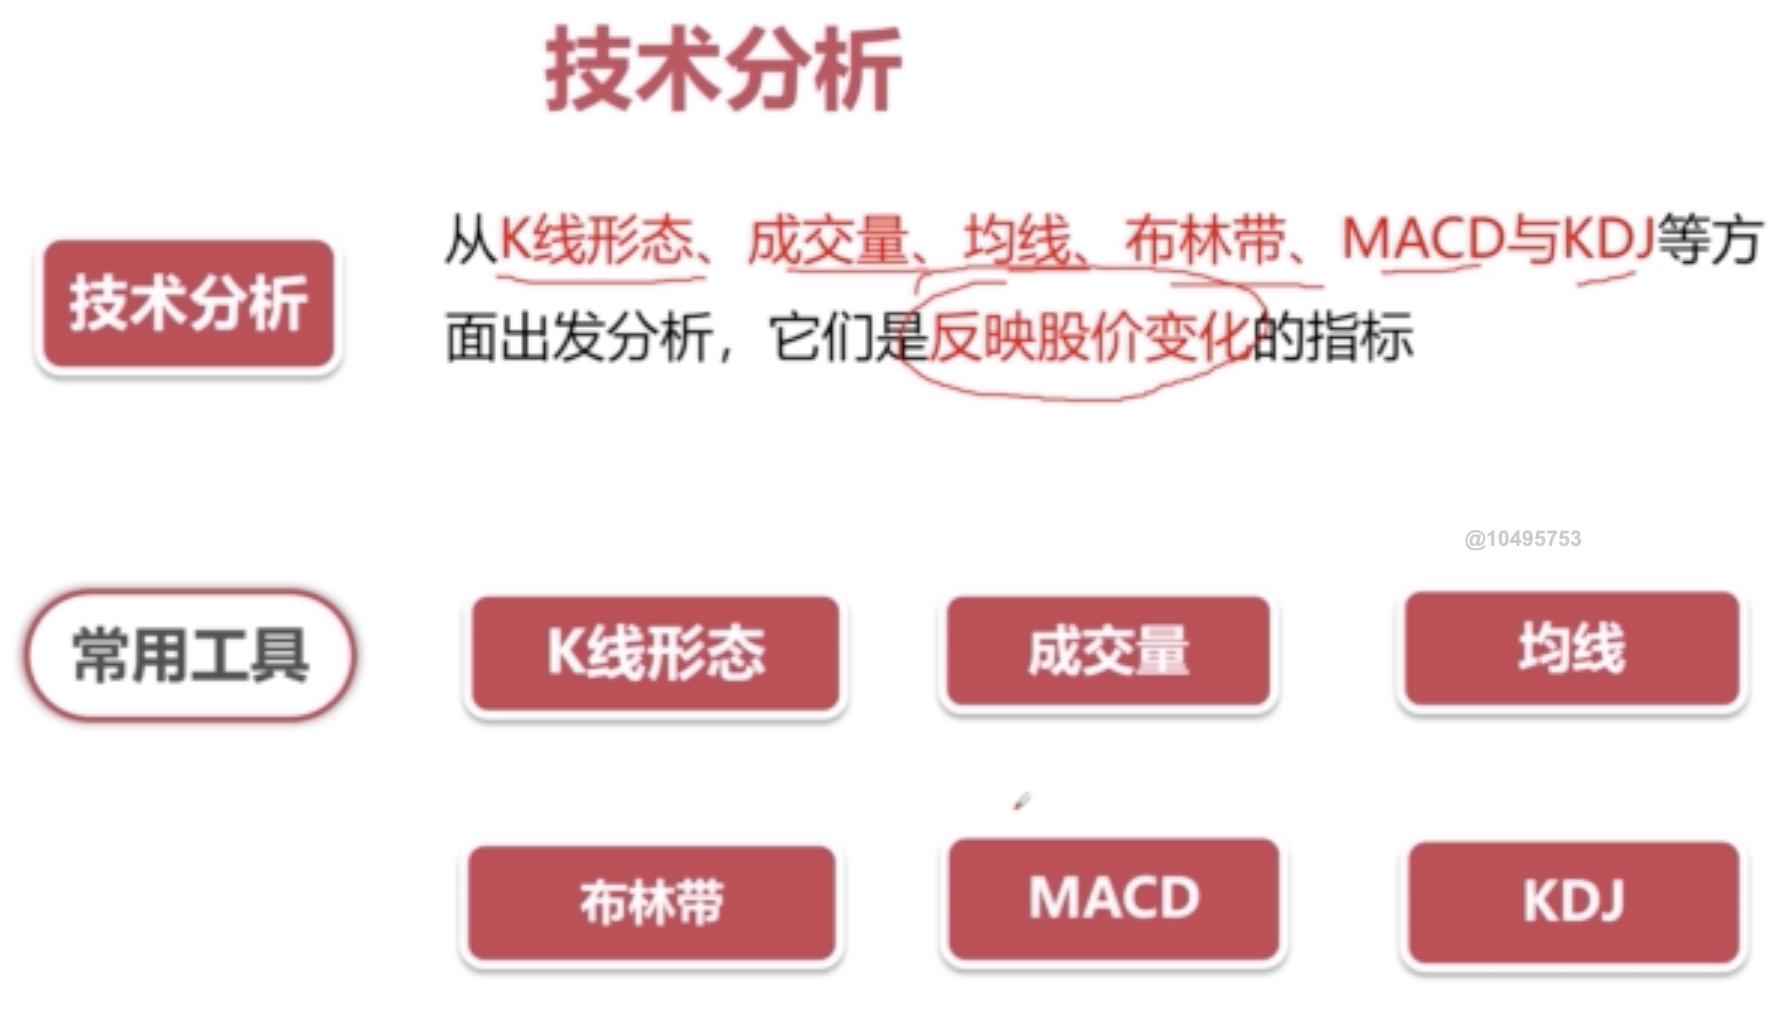 技术分析
技术分析
从K线形态、成交量、均线、布林带、MACD与KDJ等方
面出发分析，它们是反映股价变化的指标
@10495753
常用工具
K线形态
成交量
均线
布林带
MACD
KDJ